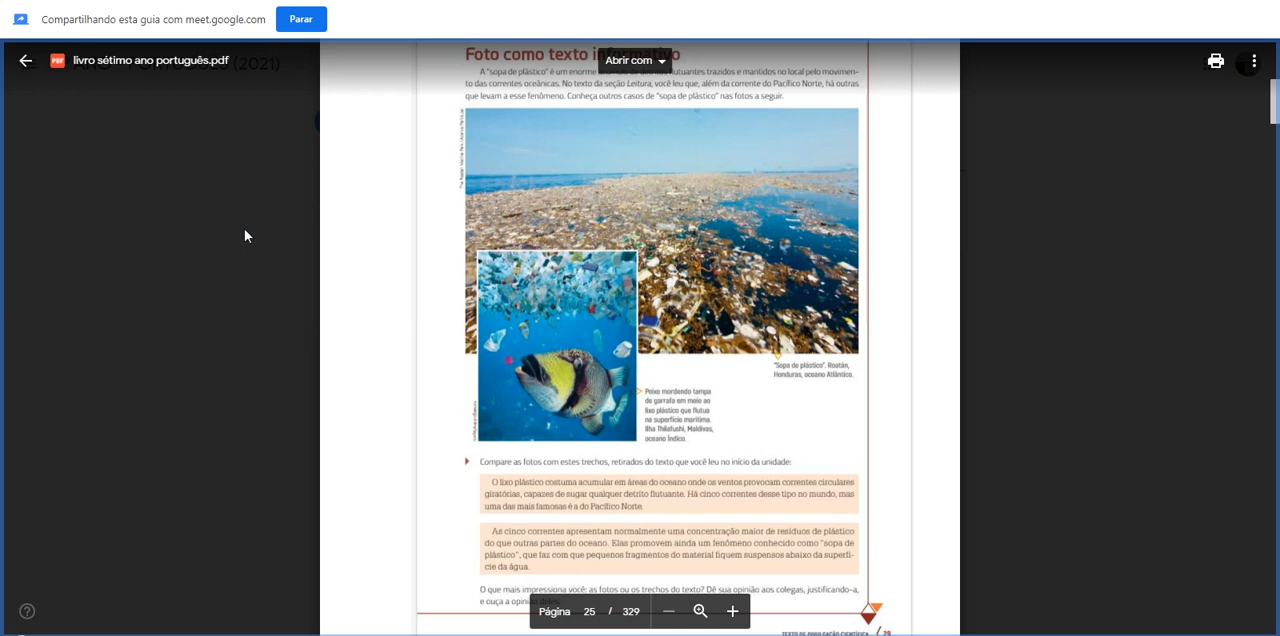 Compartilhando esta guia com meet.google.com
Parar
livro sétimo ano português.pdf
(2021)
Abrir com
Foto como texto informativo
A "sopa de plástico" é um enorme flutuantes trazidos e mantidos no local pelo movimen-
to das correntes oceânicas. No texto da seção Leitura, você leu que, além da corrente do Pacífico Norte, há outras
que levam a esse fenômeno. Conheça outros casos de "sopa de plástico" nas fotos a seguir.
"Sopa de plástico". Roatán,
Honduras, oceano Atlântico.
Peixe mordendo tampa
de garrafa em meio ao
lixo plástico que flutua
na superfície marítima.
Ilha Thilafushi, Maldivas,
oceano Índico.
Compare as fotos com estes trechos, retirados do texto que você leu no início da unidade:
O lixo plástico costuma acumular em áreas do oceano onde os ventos provocam correntes circulares
giratórias, capazes de sugar qualquer detrito flutuante. Há cinco correntes desse tipo no mundo, mas
uma das mais famosas é a do Pacífico Norte.
As cinco correntes apresentam normalmente uma concentração maior de resíduos de plástico
do que outras partes do oceano. Elas promovem ainda um fenômeno conhecido como "sopa de
plástico", que faz com que pequenos fragmentos do material fiquem suspensos abaixo da superfí-
cie da água.
O que mais impressiona você: as fotos ou os trechos do texto? Dê sua opinião aos colegas, justificando-a,
e ouça a opinião deles.
Página 25 / 329
TEXTO DE DIVULGAÇÃO CIENTÍFICA / 29